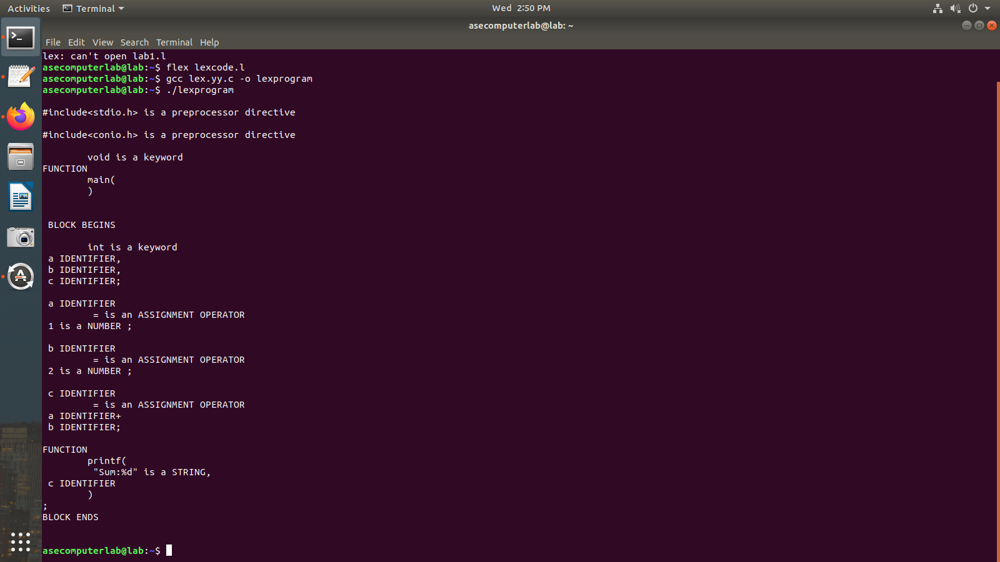 Activities Terminal Wed 2:50 PM
asecomputerlab@lab: ~
File Edit View Search Terminal Help
lex: can't open lab1.l
asecomputerlab@lab:~$ flex lexcode.l
asecomputerlab@lab:~$ gcc lex.yy.c -o lexprogram
asecomputerlab@lab:~$ ./lexprogram
#include<stdio.h> is a preprocessor directive
#include<conio.h> is a preprocessor directive
void is a keyword
FUNCTION
main(
)
BLOCK BEGINS
int is a keyword
a IDENTIFIER,
b IDENTIFIER,
c IDENTIFIER;
a IDENTIFIER
= is an ASSIGNMENT OPERATOR
1 is a NUMBER ;
b IDENTIFIER
= is an ASSIGNMENT OPERATOR
2 is a NUMBER ;
c IDENTIFIER
= is an ASSIGNMENT OPERATOR
a IDENTIFIER+
b IDENTIFIER;
FUNCTION
printf(
"Sum:%d" is a STRING,
c IDENTIFIER
)
;
BLOCK ENDS
asecomputerlab@lab:~$